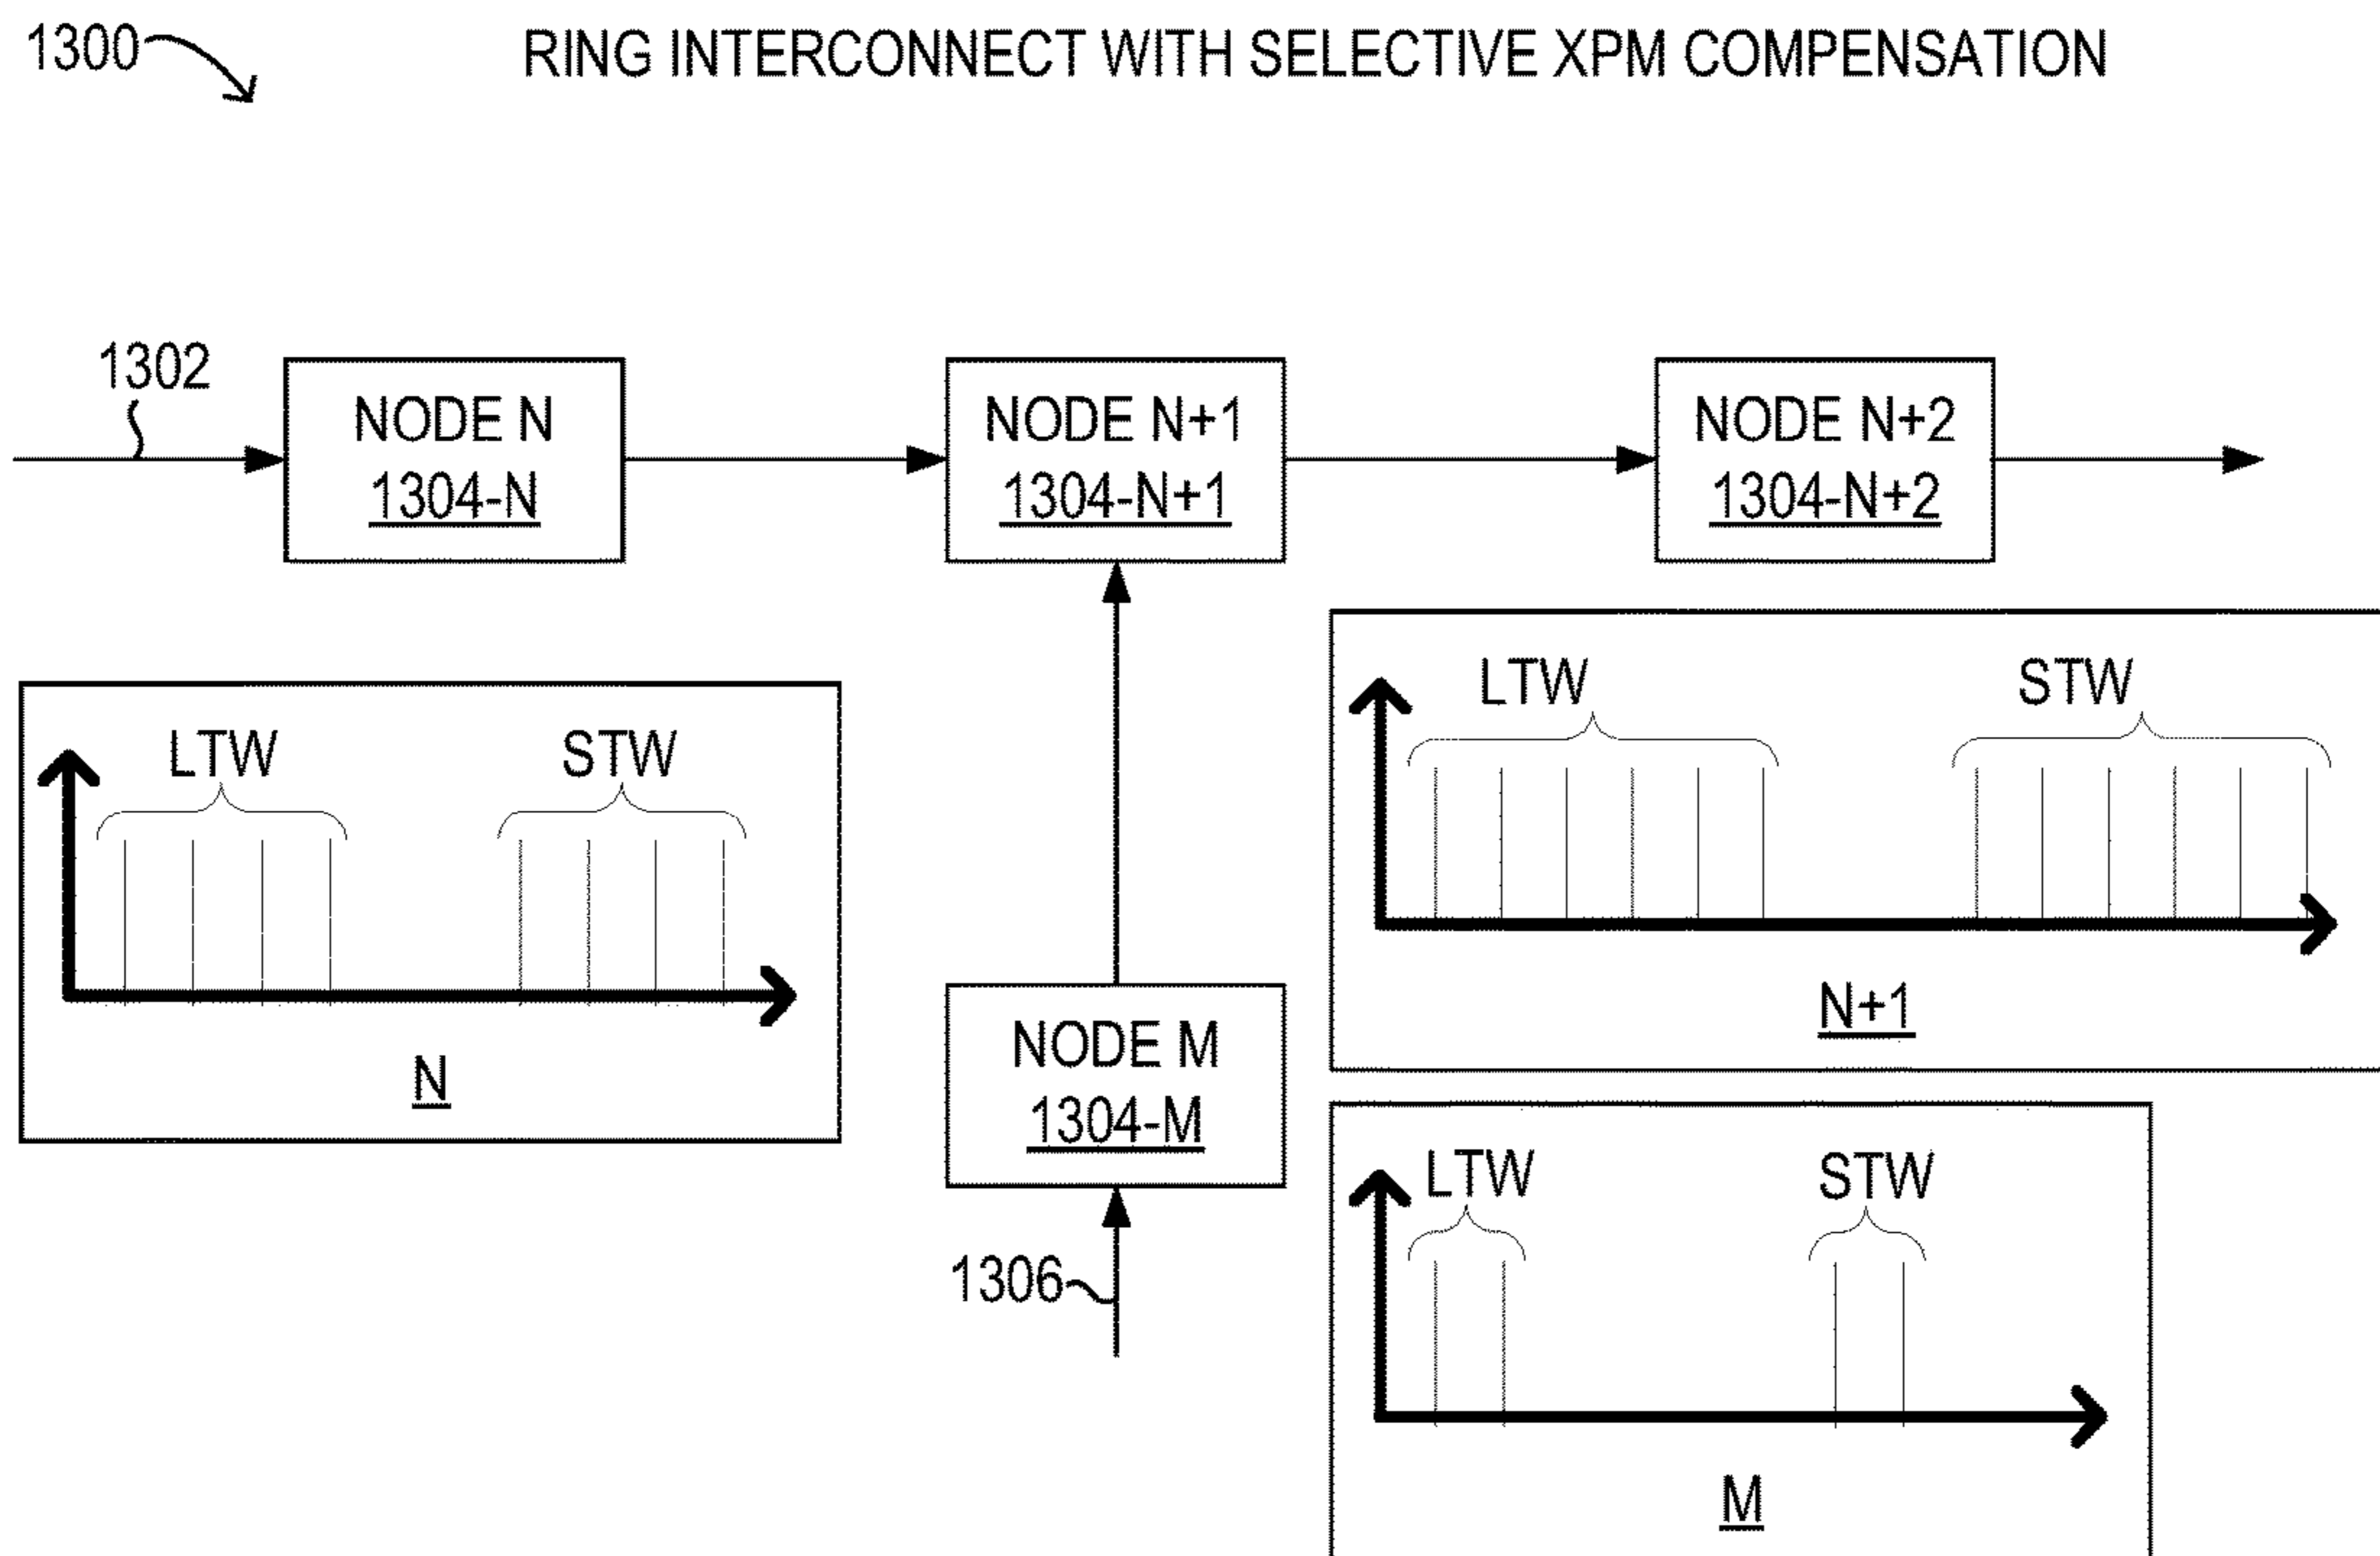 1300
RING INTERCONNECT WITH SELECTIVE XPM COMPENSATION
1302
NODE N
1304-N
NODE N+1
1304-N+1
NODE N+2
1304-N+2
LTW
STW
N
LTW
STW
N+1
NODE M
1304-M
1306
LTW
STW
M